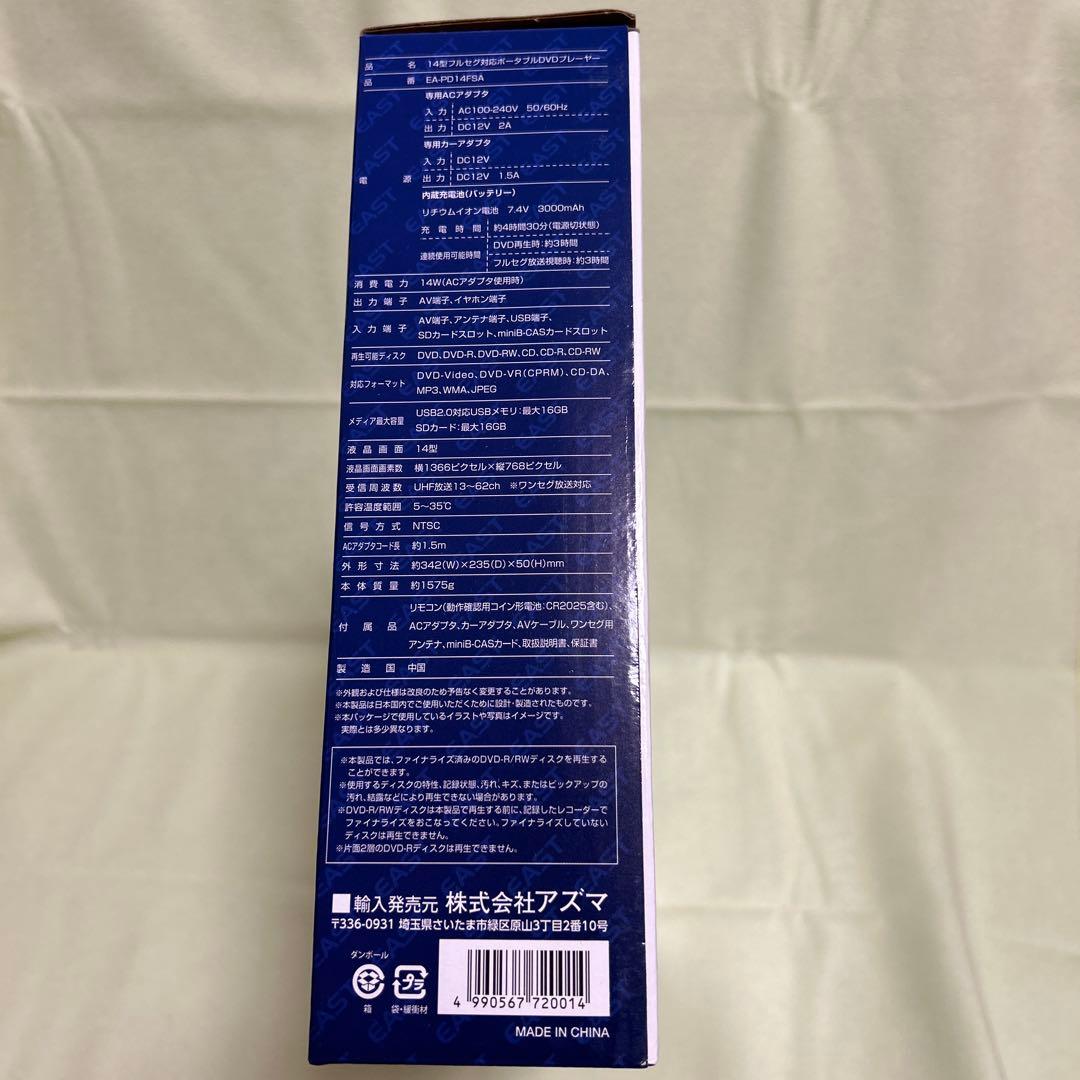 品名 14型フルセグ対応ポータブルDVDプレーヤー
品番 EA-PD14FSA
電源
専用ACアダプタ
入力 AC100-240V 50/60Hz
出力 DC12V 2A
専用カーアダプタ
入力 DC12V
出力 DC12V 1.5A
内蔵充電池(バッテリー)
リチウムイオン電池 7.4V 3000mAh
充電時間 約4時間30分(電源切状態)
連続使用可能時間 DVD再生時:約3時間
フルセグ放送視聴時:約3時間
消費電力 14W(ACアダプタ使用時)
出力端子 AV端子、イヤホン端子
入力端子 AV端子、アンテナ端子、USB端子、
SDカードスロット、miniB-CASカードスロット
再生可能ディスク DVD、DVD-R、DVD-RW、CD、CD-R、CD-RW
対応フォーマット DVD-Video、DVD-VR(CPRM)、CD-DA、
MP3、WMA、JPEG
メディア最大容量 USB2.0対応USBメモリ:最大16GB
SDカード:最大16GB
液晶画面 14型
液晶画面画素数 横1366ピクセル×縦768ピクセル
受信周波数 UHF放送13〜62ch ※ワンセグ放送対応
許容温度範囲 5〜35℃
信号方式 NTSC
ACアダプタコード長 約1.5m
外形寸法 約342(W)×235(D)×50(H)mm
本体質量 約1575g
付属品 リモコン(動作確認用コイン形電池:CR2025含む)、
ACアダプタ、カーアダプタ、AVケーブル、ワンセグ用
アンテナ、miniB-CASカード、取扱説明書、保証書
製造国 中国
※外観および仕様は改良のため予告なく変更することがあります。
※本製品は日本国内でご使用いただくために設計・製造されたものです。
※本パッケージで使用しているイラストや写真はイメージです。
実際とは多少異なります。
※本製品では、ファイナライズ済みのDVD-R/RWディスクを再生する
ことができます。
※使用するディスクの特性、記録状態、汚れ、キズ、またはピックアップの
汚れ、結露などにより再生できない場合があります。
※DVD-R/RWディスクは本製品で再生する前に、記録したレコーダーで
ファイナライズをおこなってください。ファイナライズしていない
ディスクは再生できません。
※片面2層のDVD-Rディスクは再生できません。
■輸入発売元 株式会社アズマ
〒336-0931 埼玉県さいたま市緑区原山3丁目2番10号
ダンボール
箱
プラ
袋・緩衝材
4 990567 720014
MADE IN CHINA